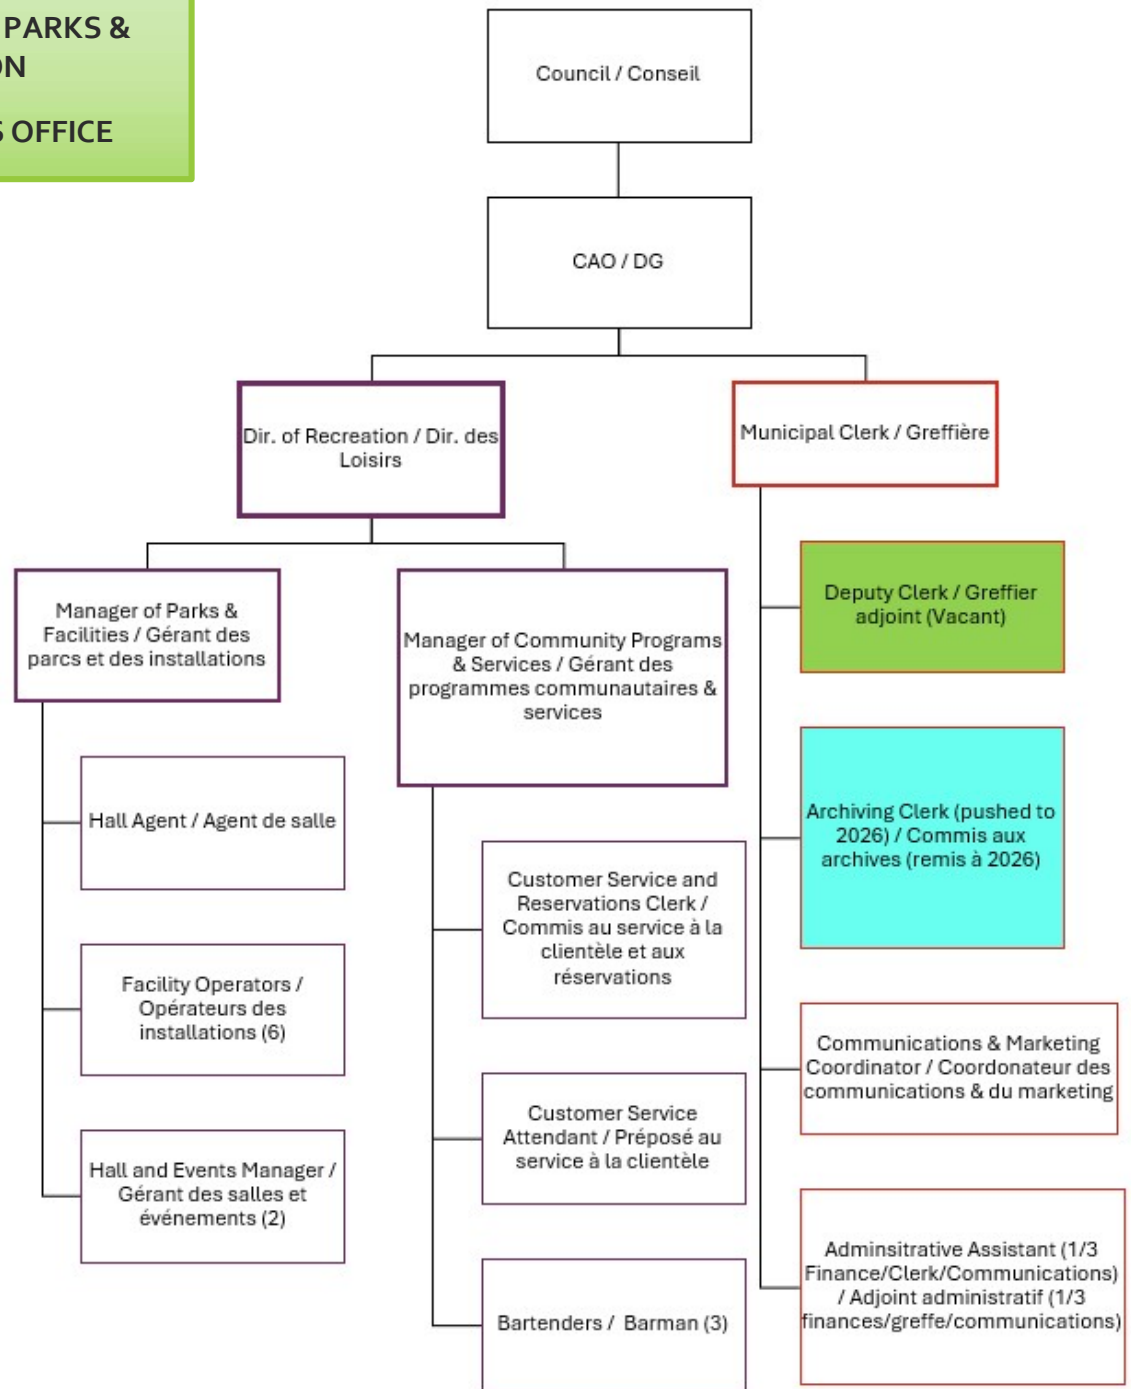 PARKS &
ON
S OFFICE
Council / Conseil
CAO / DG
Dir. of Recreation / Dir. des
Loisirs
Municipal Clerk / Greffière
Manager of Parks &
Facilities / Gérant des
parcs et des installations
Hall Agent / Agent de salle
Facility Operators /
Opérateurs des
installations (6)
Hall and Events Manager /
Gérant des salles et
événements (2)
Manager of Community Programs
& Services / Gérant des
programmes communautaires &
services
Customer Service and
Reservations Clerk /
Commis au service à la
clientèle et aux
réservations
Customer Service
Attendant / Préposé au
service à la clientèle
Bartenders / Barman (3)
Deputy Clerk / Greffier
adjoint (Vacant)
Archiving Clerk (pushed to
2026) / Commis aux
archives (remis à 2026)
Communications & Marketing
Coordinator / Coordonateur des
communications & du marketing
Adminsitrative Assistant (1/3
Finance/Clerk/Communications)
/ Adjoint administratif (1/3
finances/greffe/communications)